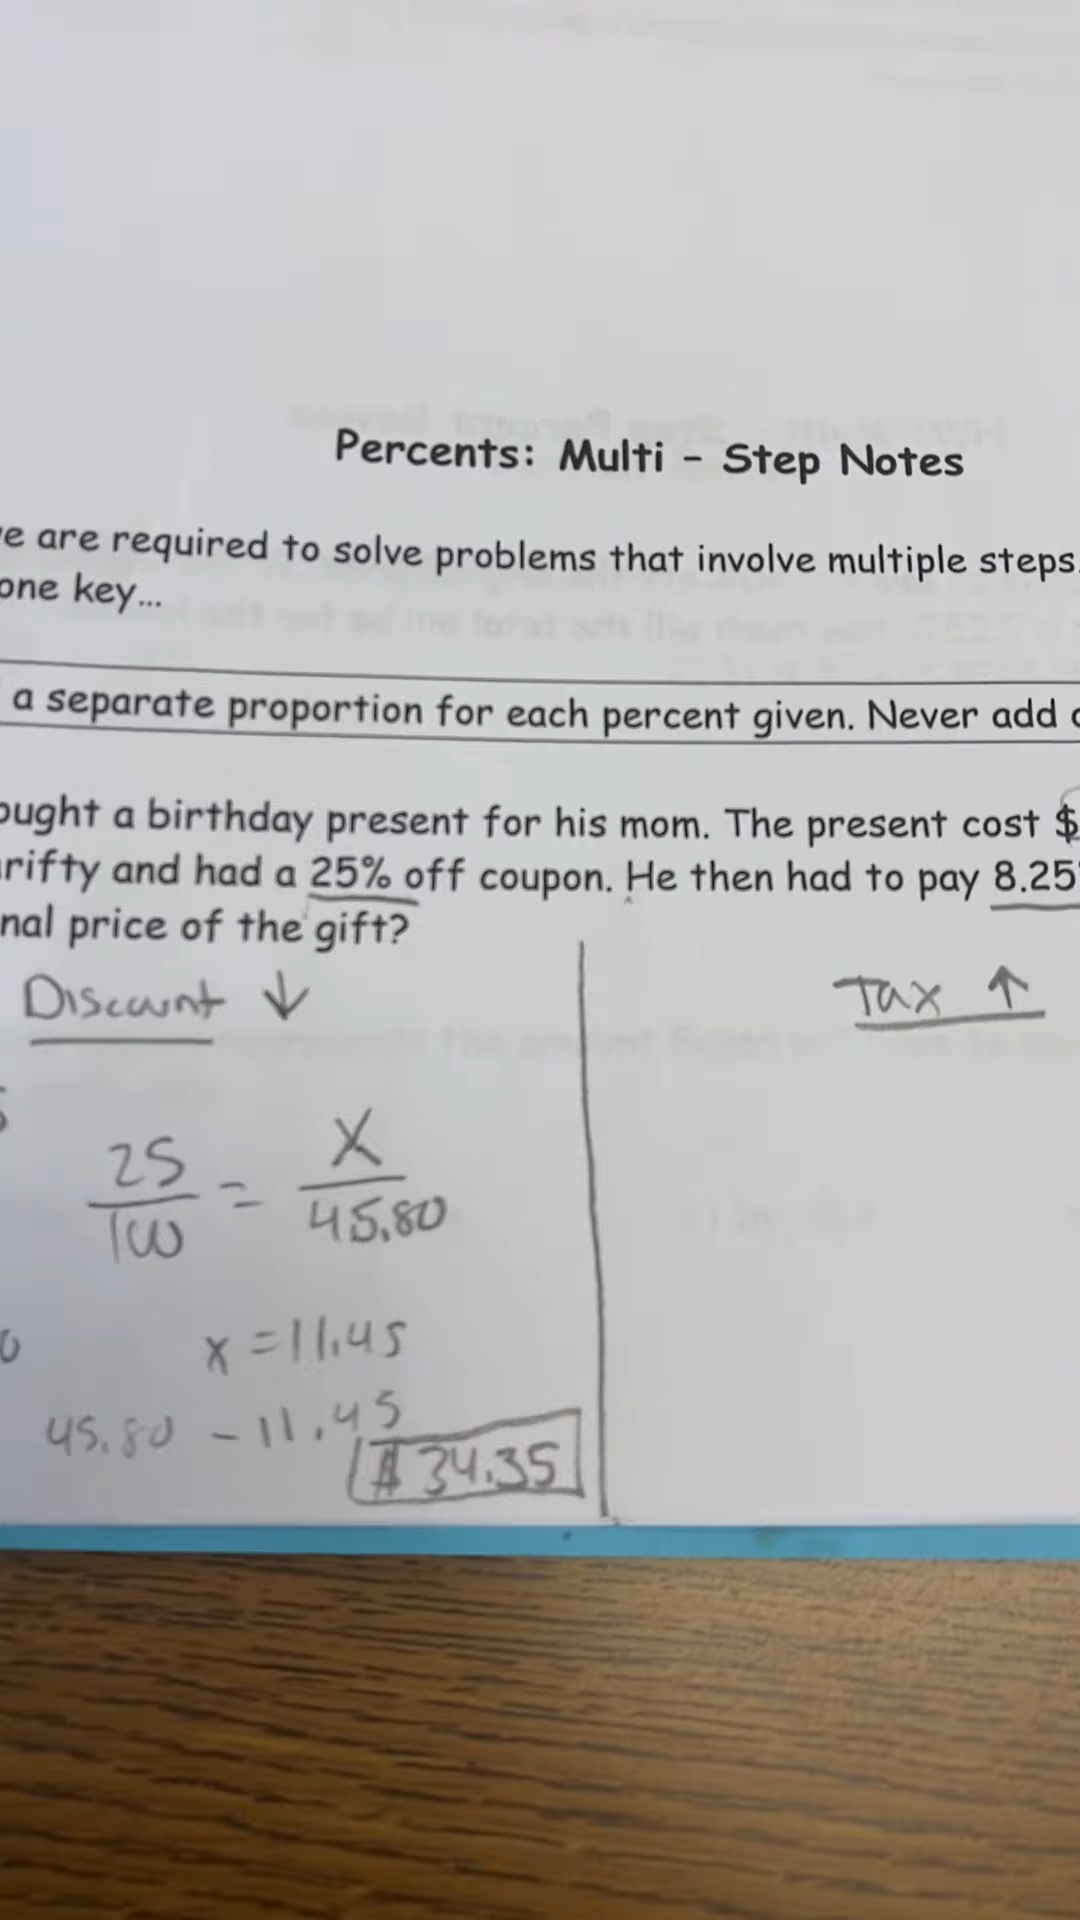 Percents: Multi - Step Notes
e are required to solve problems that involve multiple steps.
one key...
a separate proportion for each percent given. Never add
ought a birthday present for his mom. The present cost $
rifty and had a 25% off coupon. He then had to pay 8.25
nal price of the gift?
Discount ↓
Tax ↑
25/100 = X/45.80
x = 11.45
45.80 - 11.45
$34.35